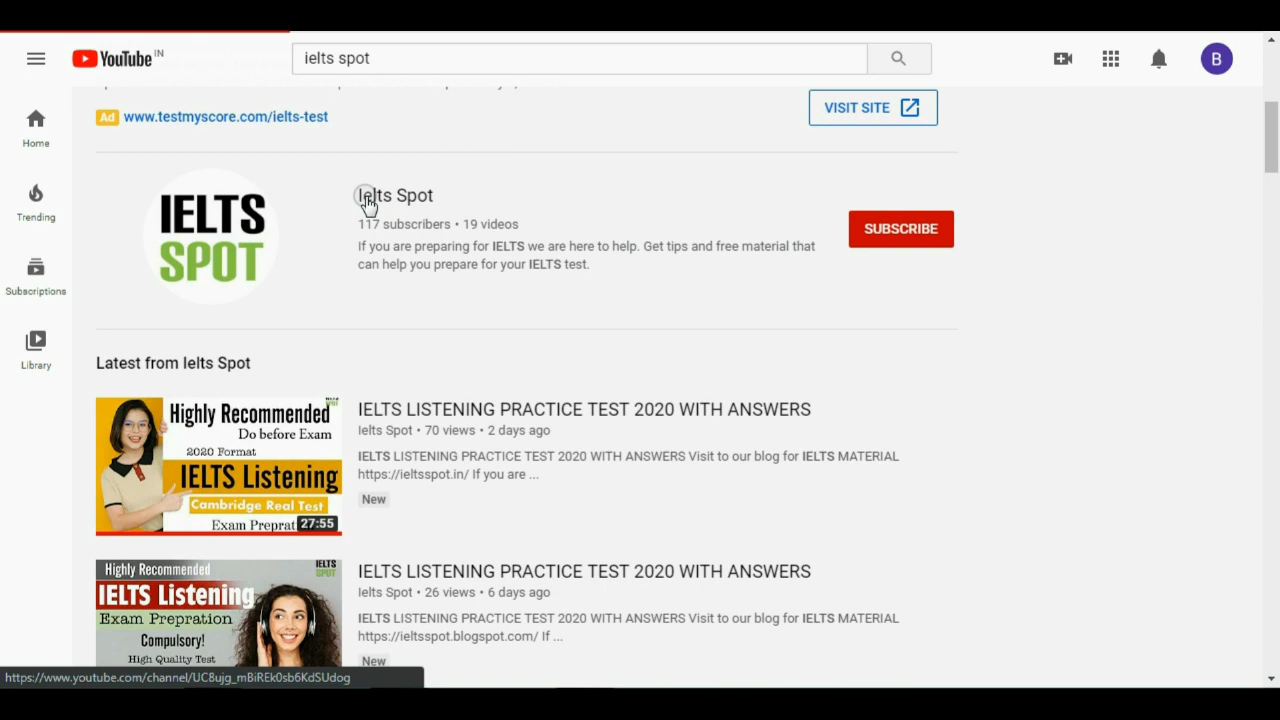 YouTube IN
ielts spot
B
Home
Trending
Subscriptions
Library
Ad www.testmyscore.com/ielts-test
VISIT SITE
IELTS
SPOT
Ielts Spot
117 subscribers • 19 videos
If you are preparing for IELTS we are here to help. Get tips and free material that
can help you prepare for your IELTS test.
SUBSCRIBE
Latest from Ielts Spot
Highly Recommended
Do before Exam
2020 Format
IELTS Listening
Cambridge Real Test
Exam Preprat
27:55
IELTS SPOT
IELTS LISTENING PRACTICE TEST 2020 WITH ANSWERS
Ielts Spot • 70 views • 2 days ago
IELTS LISTENING PRACTICE TEST 2020 WITH ANSWERS Visit to our blog for IELTS MATERIAL
https://ieltsspot.in/ If you are ...
New
Highly Recommended
IELTS
SPOT
IELTS Listening
Exam Prepration
Compulsory!
High Quality Test
IELTS LISTENING PRACTICE TEST 2020 WITH ANSWERS
Ielts Spot • 26 views • 6 days ago
IELTS LISTENING PRACTICE TEST 2020 WITH ANSWERS Visit to our blog for IELTS MATERIAL
https://ieltsspot.blogspot.com/ If ...
New
https://www.youtube.com/channel/UC8ujg_mBiREk0sb6KdSUdog